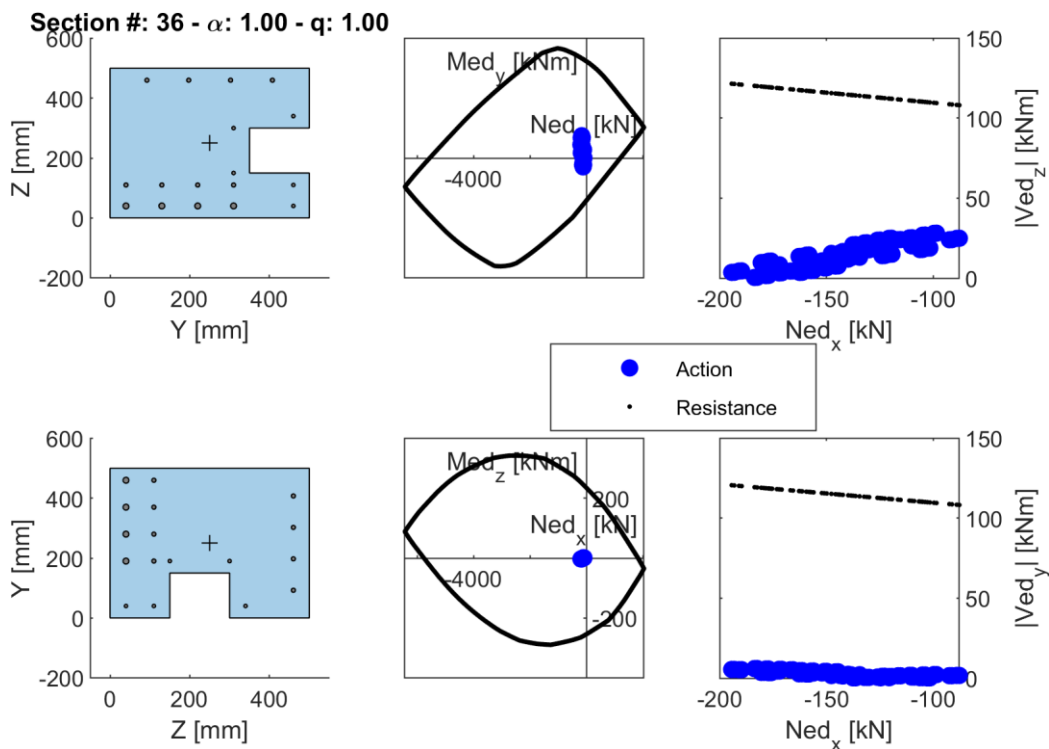 Section #: 36 - α: 1.00 - q: 1.00
600
400
200
0
-200
0
200
400
Z [mm]
Y [mm]
Med_y [kNm]
Ned_x [kN]
-4000
150
100
50
0
-200
-150
-100
|Ved_z| [kNm]
Ned_x [kN]
Action
Resistance
600
400
200
0
-200
0
200
400
Y [mm]
Z [mm]
Med_z [kNm]
200
Ned_x [kN]
-4000
-200
150
100
50
0
-200
-150
-100
|Ved_y| [kNm]
Ned_x [kN]